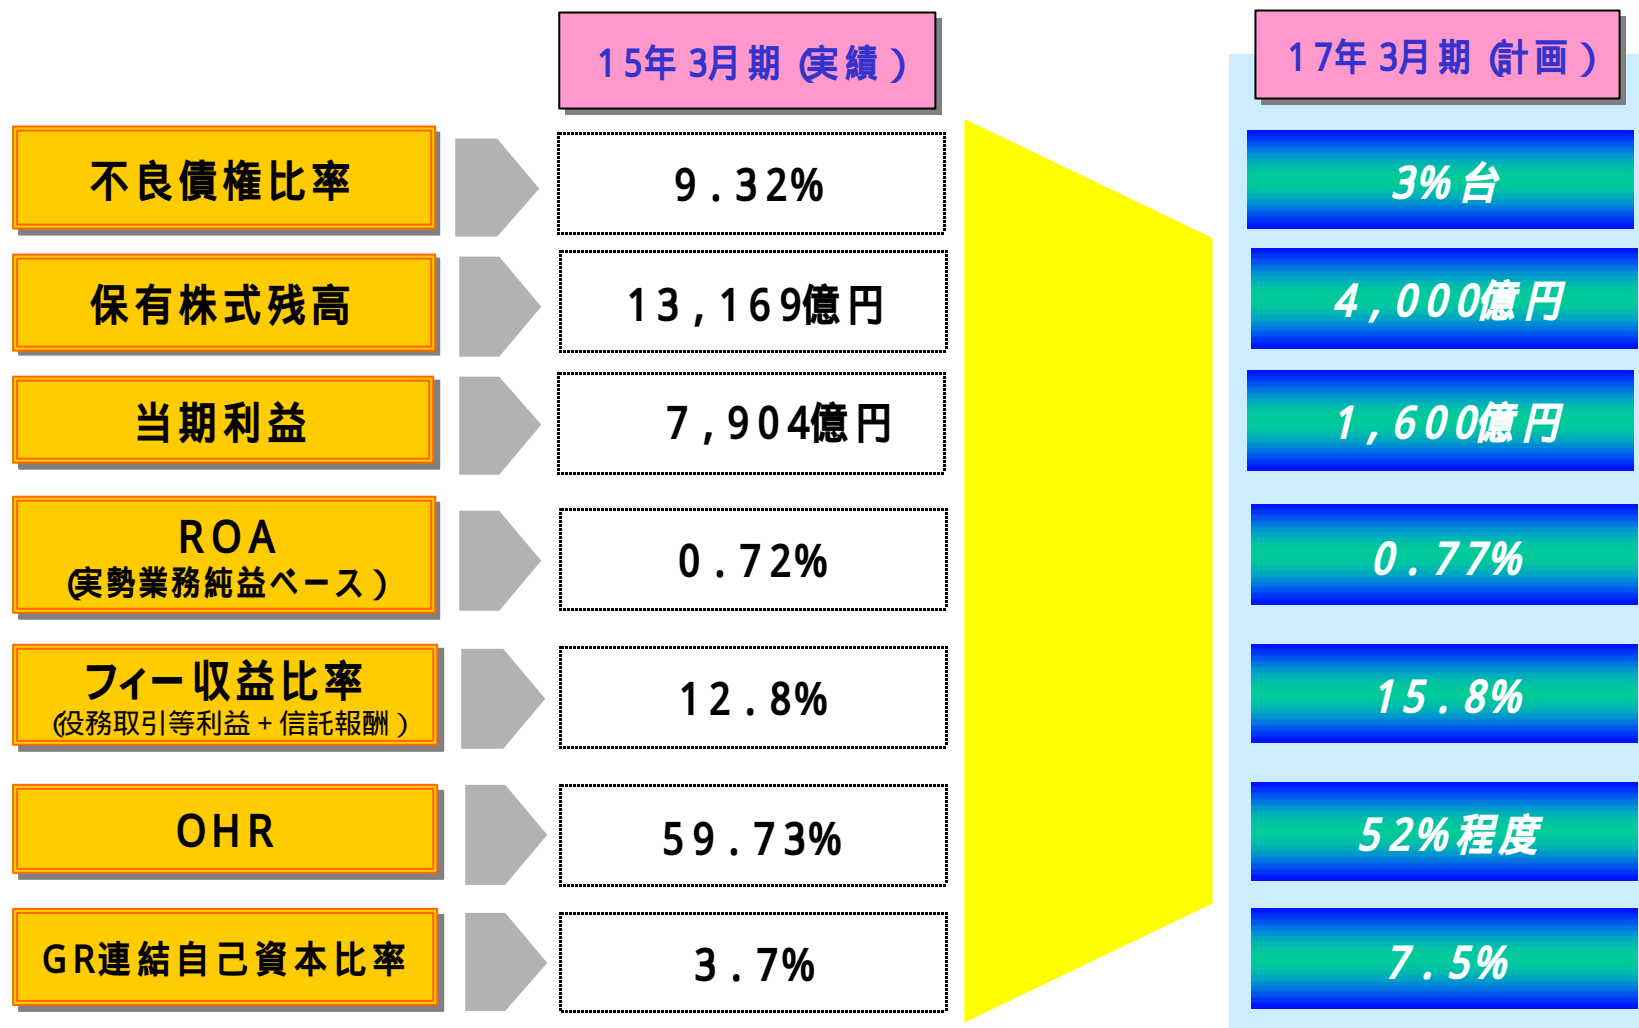 15年3月期(実績)
17年3月期(計画)
不良債権比率
9.32%
3%台
保有株式残高
13,169億円
4,000億円
当期利益
7,904億円
1,600億円
ROA
(実勢業務純益ベース)
0.72%
0.77%
フィー収益比率
(役務取引等利益+信託報酬)
12.8%
15.8%
OHR
59.73%
52%程度
GR連結自己資本比率
3.7%
7.5%